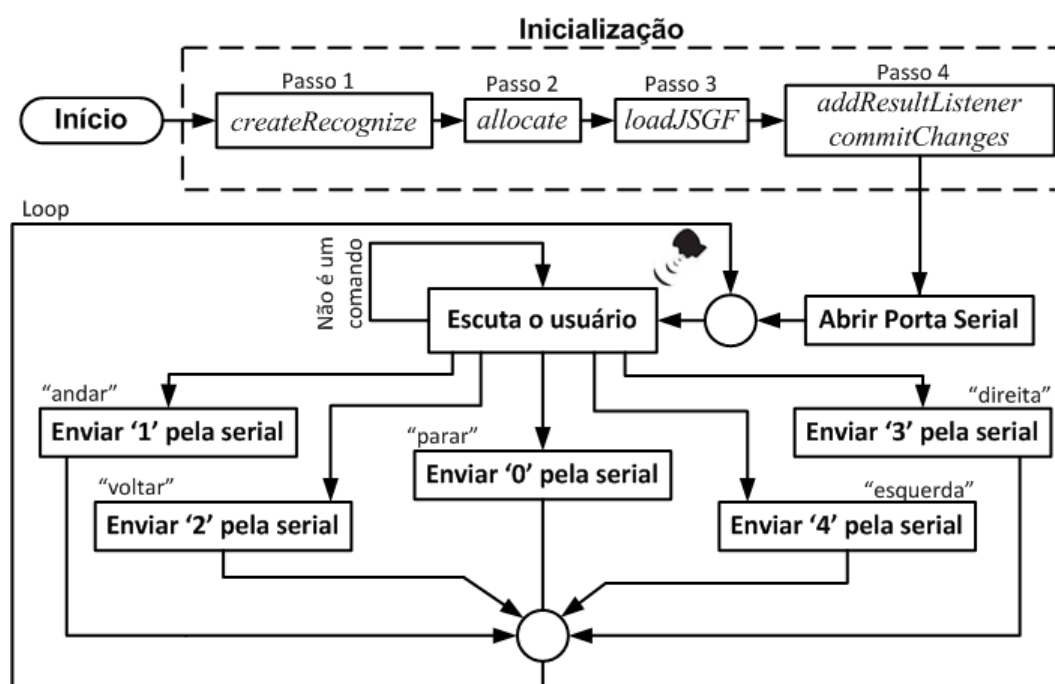 Inicialização
Passo 1
Passo 2
Passo 3
Passo 4
Início
createRecognize
allocate
loadJSGF
addResultListener
commitChanges
Loop
Não é um
comando
Escuta o usuário
Abrir Porta Serial
“andar”
Enviar ‘1’ pela serial
“direita”
Enviar ‘3’ pela serial
“parar”
Enviar ‘0’ pela serial
“voltar”
Enviar ‘2’ pela serial
“esquerda”
Enviar ‘4’ pela serial